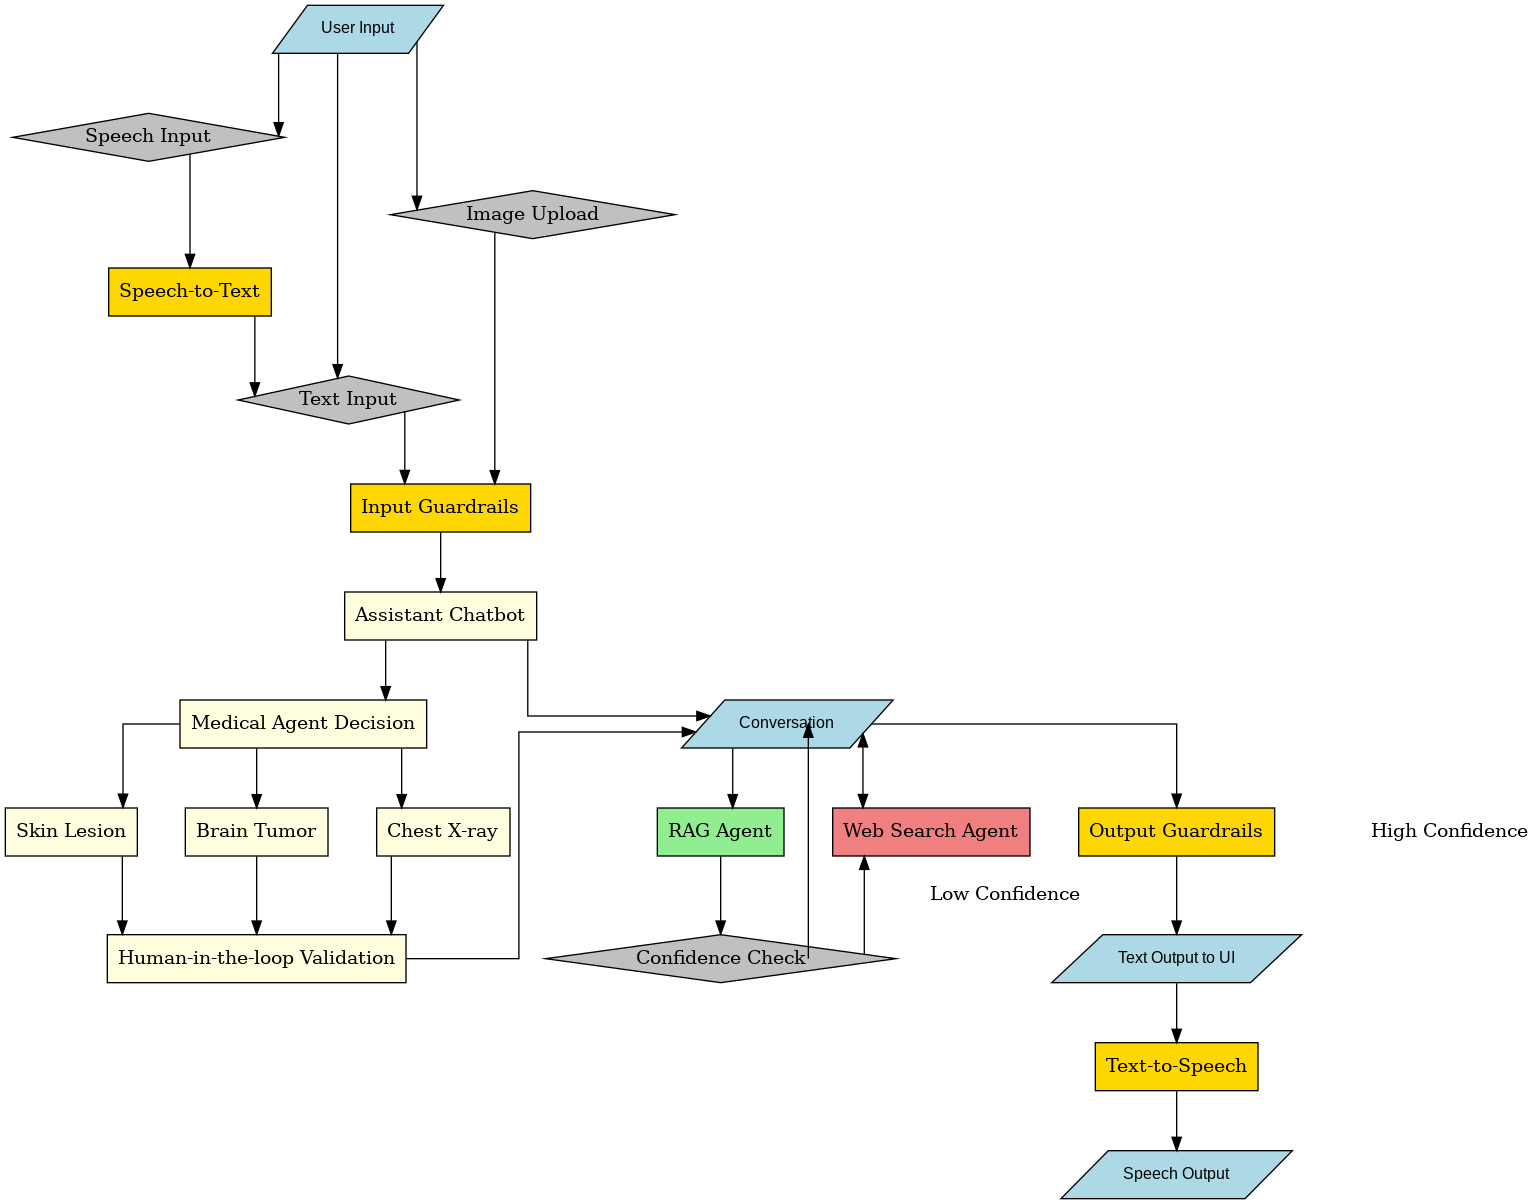 User Input
Speech Input
Image Upload
Speech-to-Text
Text Input
Input Guardrails
Assistant Chatbot
Medical Agent Decision
Conversation
Skin Lesion
Brain Tumor
Chest X-ray
RAG Agent
Web Search Agent
Output Guardrails
High Confidence
Low Confidence
Human-in-the-loop Validation
Confidence Check
Text Output to UI
Text-to-Speech
Speech Output